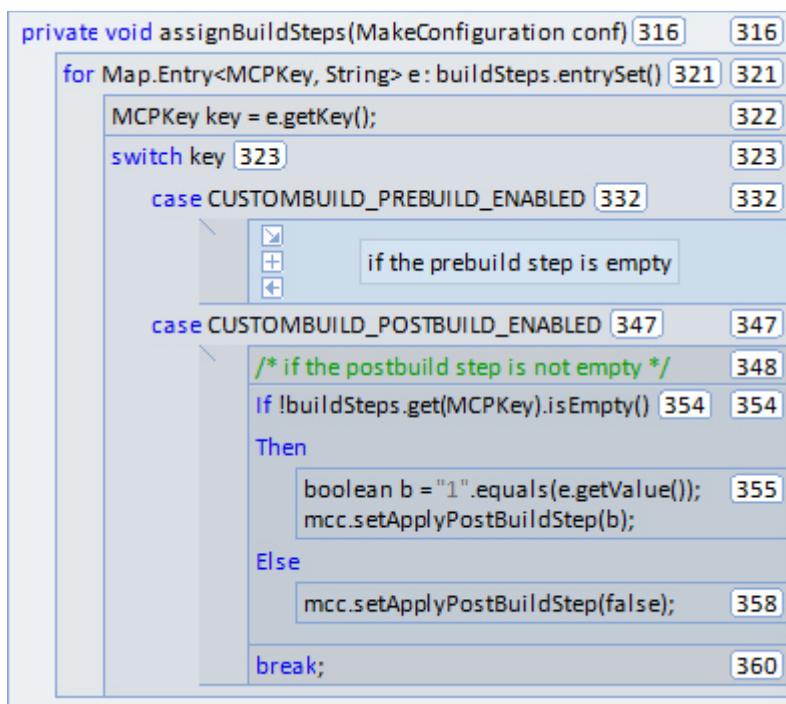 private void assignBuildSteps(MakeConfiguration conf) 316 316
for Map.Entry<MCPKey, String> e : buildSteps.entrySet() 321 321
MCPKey key = e.getKey(); 322
switch key 323 323
case CUSTOMBUILD_PREBUILD_ENABLED 332 332
if the prebuild step is empty
case CUSTOMBUILD_POSTBUILD_ENABLED 347 347
/* if the postbuild step is not empty */ 348
If !buildSteps.get(MCPKey).isEmpty() 354 354
Then
boolean b = "1".equals(e.getValue()); 355
mcc.setApplyPostBuildStep(b);
Else
mcc.setApplyPostBuildStep(false); 358
break; 360